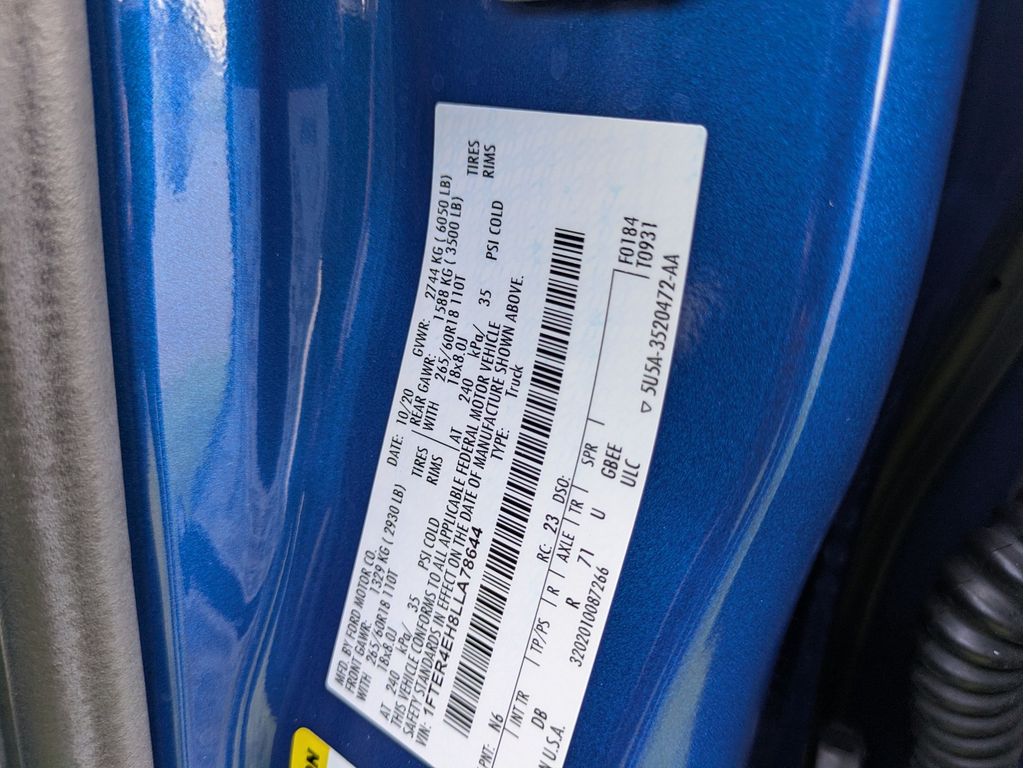 MFD. BY FORD MOTOR CO.
DATE: 10/20 GVWR: 2744 KG ( 6050 LB)
FRONT GAWR: 1329 KG ( 2930 LB) REAR GAWR: 1588 KG ( 3500 LB)
WITH 265/60R18 110T TIRES WITH 265/60R18 110T TIRES
18x8.0J RIMS 18x8.0J RIMS
AT 240 kPa/ 35 PSI COLD AT 240 kPa/ 35 PSI COLD
THIS VEHICLE CONFORMS TO ALL APPLICABLE FEDERAL MOTOR VEHICLE
SAFETY STANDARDS IN EFFECT ON THE DATE OF MANUFACTURE SHOWN ABOVE.
VIN: 1FTER4EH8LLA78644 TYPE: Truck
PNT: N6 RC: 23 DSO: F0184
T0931
INT TR TP/PS R AXLE TR SPR
DB R 71 U GBEE
3202010087266 ULC
N U.S.A. ▽ 5U5A-3520472-AA
ON